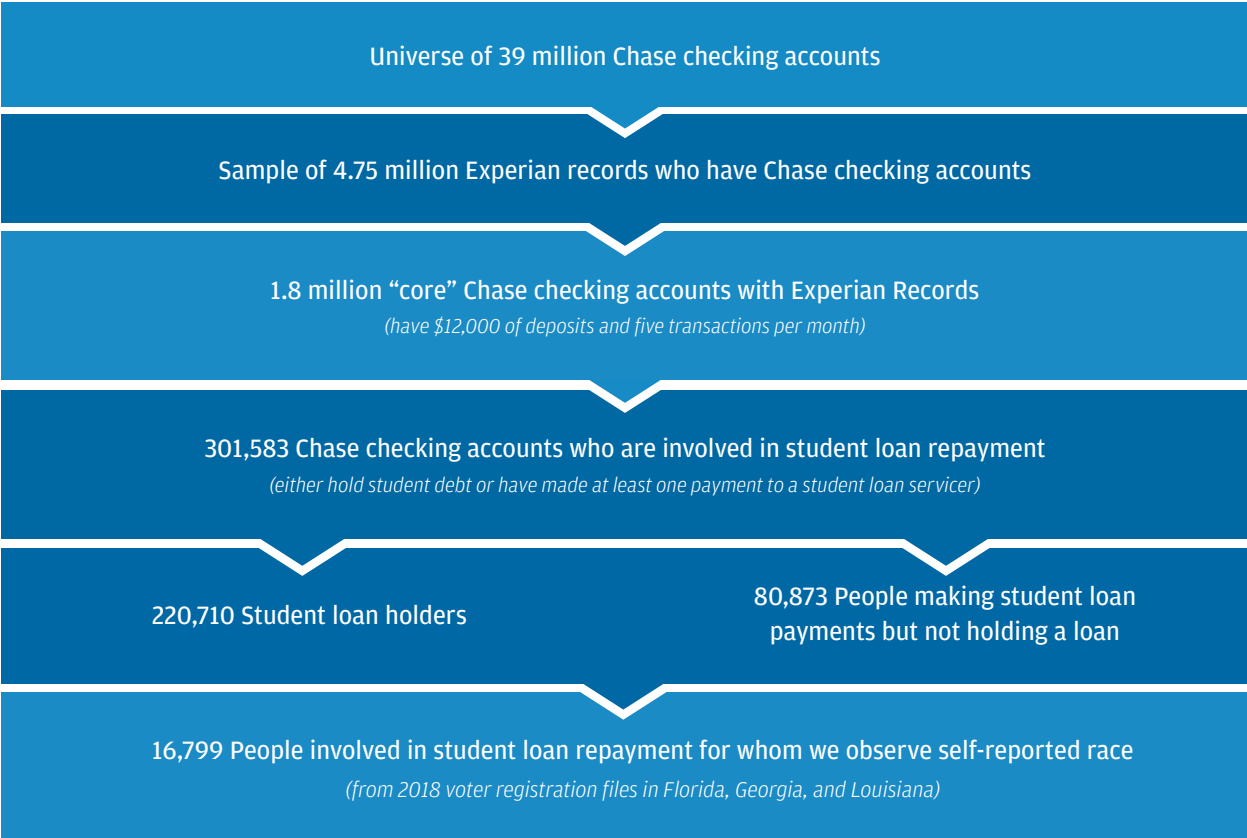 Universe of 39 million Chase checking accounts
Sample of 4.75 million Experian records who have Chase checking accounts
1.8 million “core” Chase checking accounts with Experian Records
(have $12,000 of deposits and five transactions per month)
301,583 Chase checking accounts who are involved in student loan repayment
(either hold student debt or have made at least one payment to a student loan servicer)
220,710 Student loan holders
80,873 People making student loan
payments but not holding a loan
16,799 People involved in student loan repayment for whom we observe self-reported race
(from 2018 voter registration files in Florida, Georgia, and Louisiana)